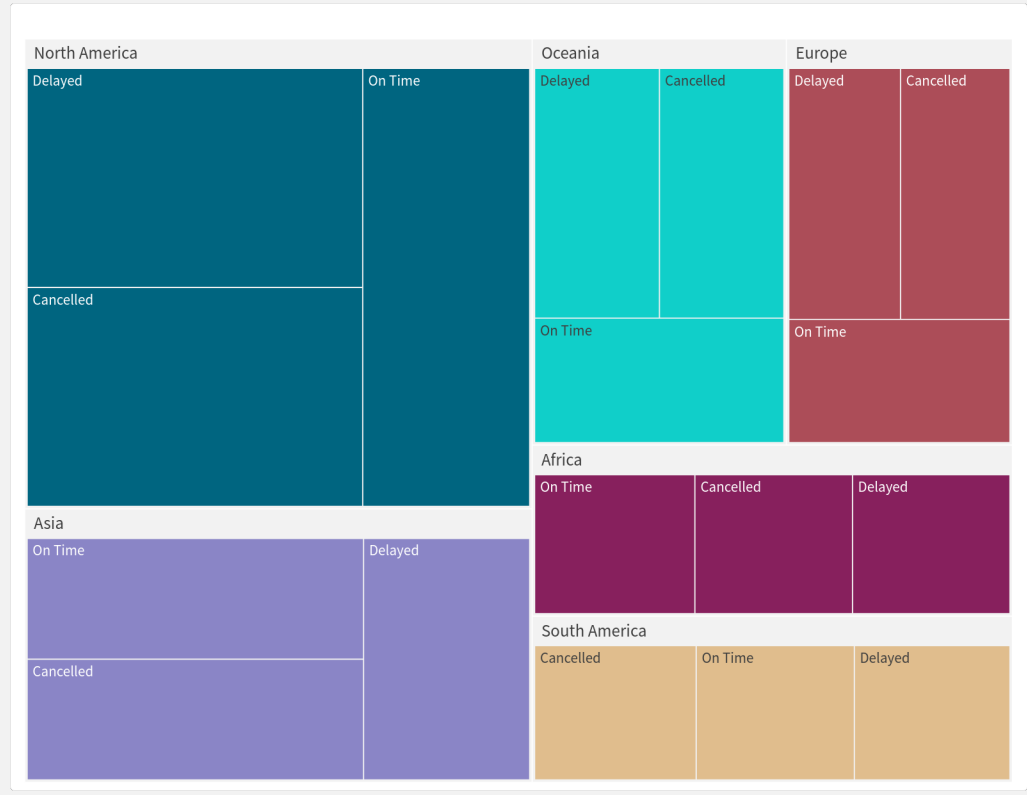 North America
Delayed
On Time
Cancelled
Asia
On Time
Delayed
Cancelled
Oceania
Delayed
Cancelled
On Time
Europe
Delayed
Cancelled
On Time
Africa
On Time
Cancelled
Delayed
South America
Cancelled
On Time
Delayed